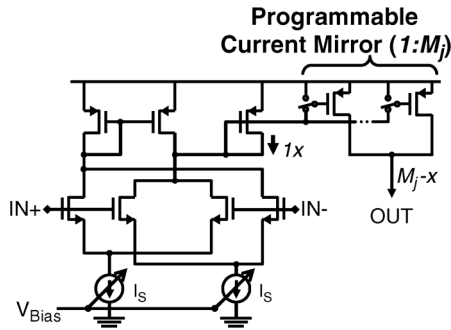 Programmable
Current Mirror (1:Mj)
1x
Mj-x
IN+
IN-
OUT
IS
IS
VBias